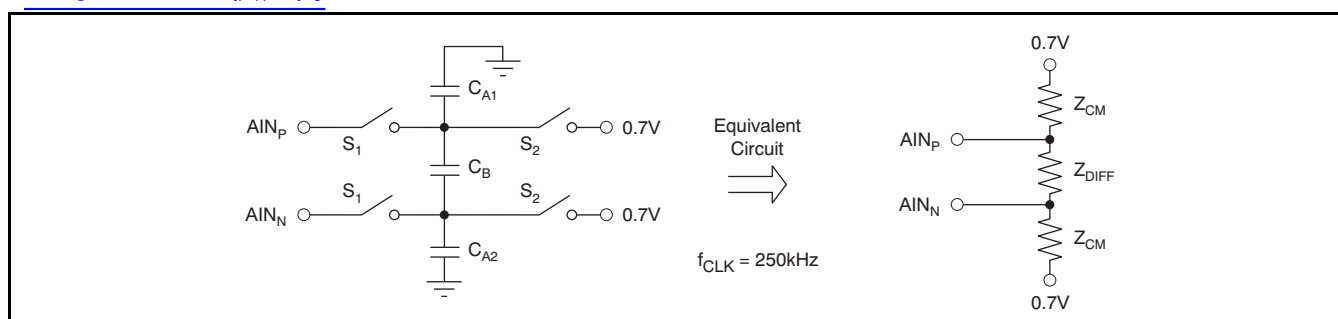 C_A1
AIN_P
S_1
S_2
0.7V
C_B
AIN_N
S_1
S_2
0.7V
C_A2
Equivalent
Circuit
f_CLK = 250kHz
0.7V
Z_CM
AIN_P
Z_DIFF
AIN_N
Z_CM
0.7V